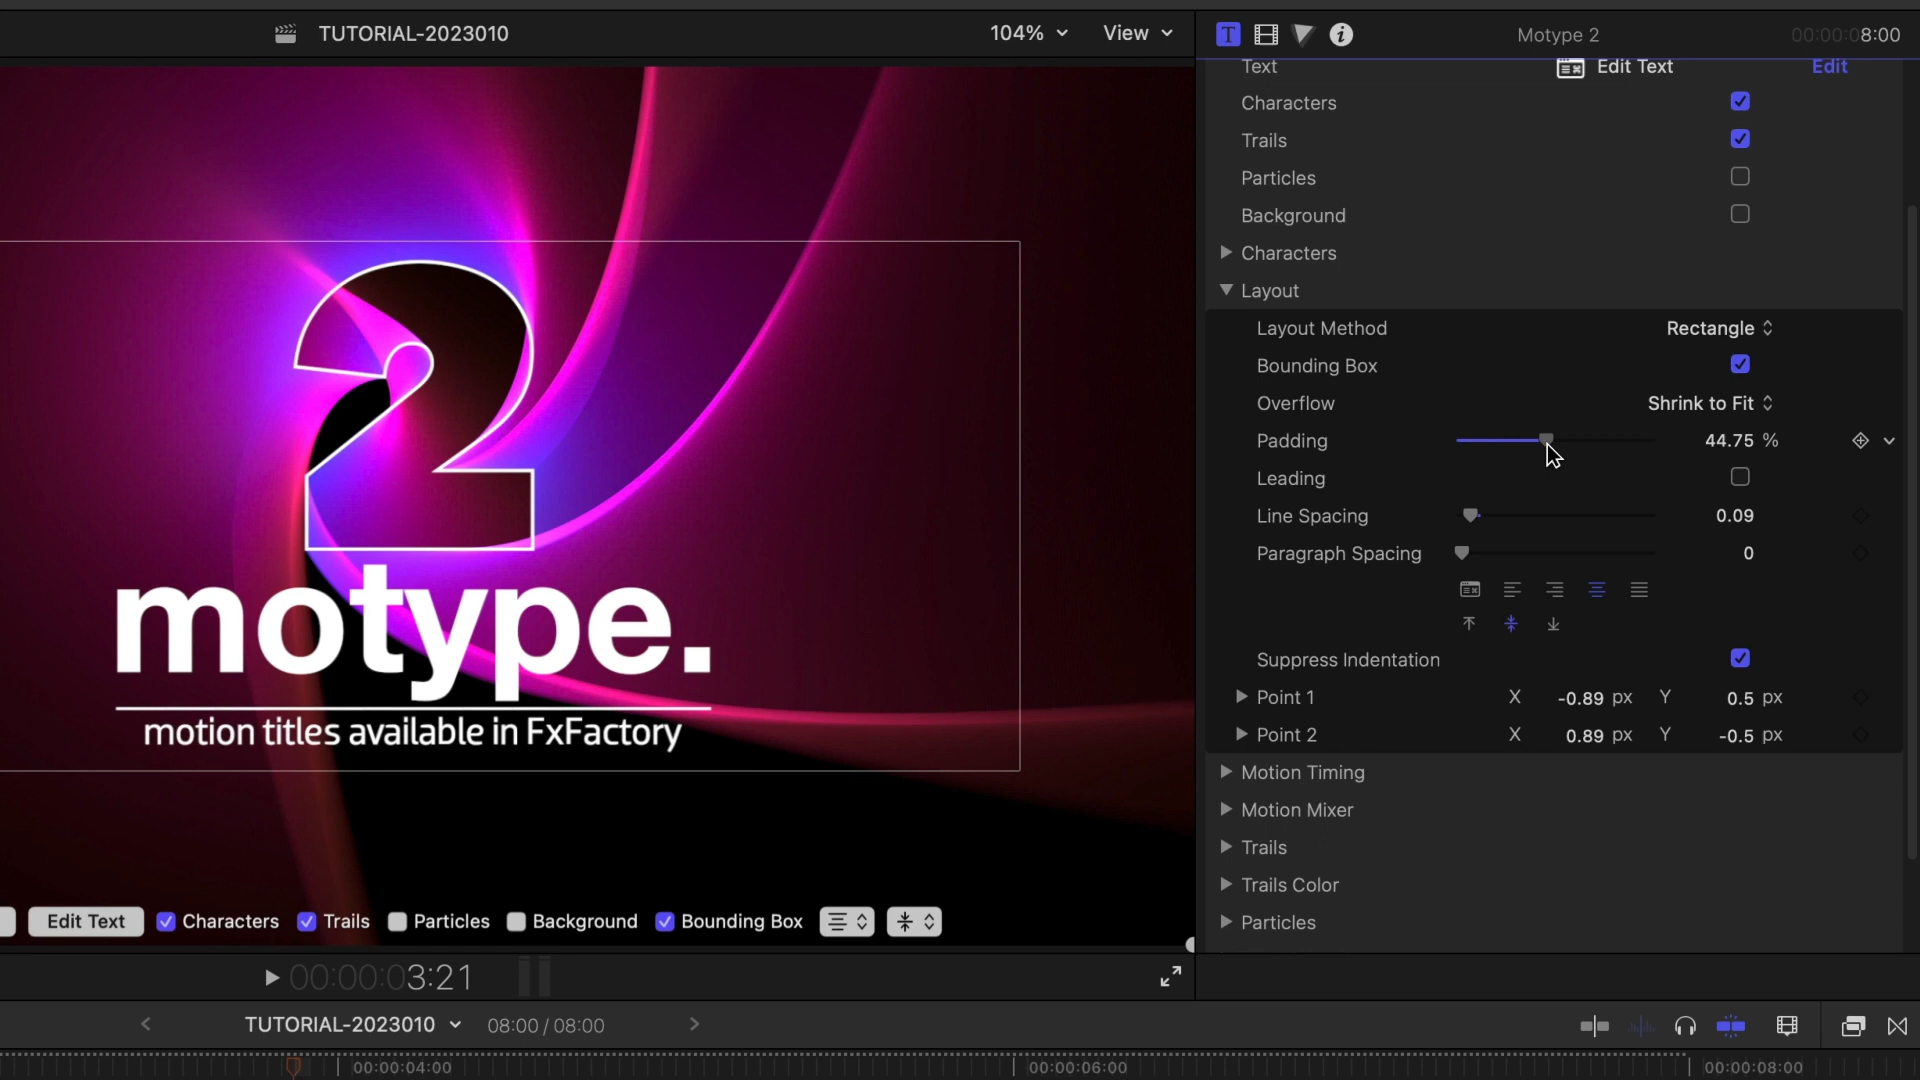 TUTORIAL-2023010
104%
View
T
i
Motype 2
00:00:08:00
Text
Edit Text
Edit
Characters
Trails
Particles
Background
Characters
Layout
Layout Method
Rectangle
Bounding Box
Overflow
Shrink to Fit
Padding
44.75 %
Leading
Line Spacing
0.09
Paragraph Spacing
0
Suppress Indentation
Point 1
X -0.89 px Y 0.5 px
Point 2
X 0.89 px Y -0.5 px
Motion Timing
Motion Mixer
Trails
Trails Color
Particles
2
motype.
motion titles available in FxFactory
Edit Text
Characters
Trails
Particles
Background
Bounding Box
00:00:03:21
TUTORIAL-2023010
08:00 / 08:00
00:00:04:00
00:00:06:00
00:00:08:00